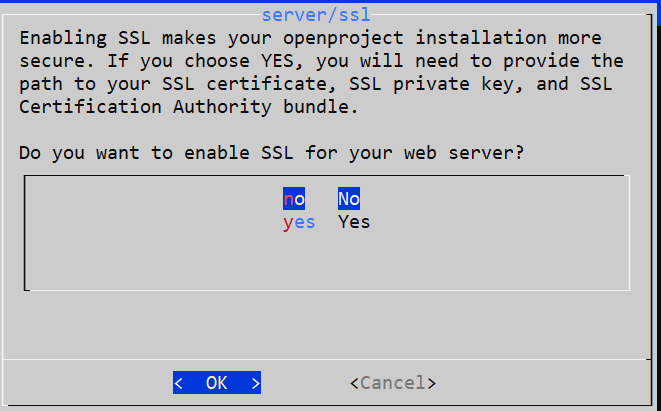 server/ssl
Enabling SSL makes your openproject installation more
secure. If you choose YES, you will need to provide the
path to your SSL certificate, SSL private key, and SSL
Certification Authority bundle.
Do you want to enable SSL for your web server?
no No
yes Yes
< OK > <Cancel>